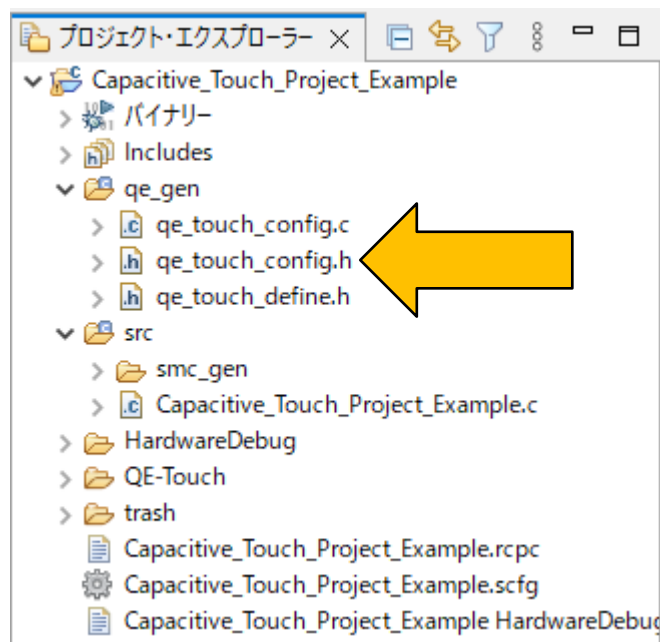 プロジェクト・エクスプローラー
Capacitive_Touch_Project_Example
バイナリー
Includes
qe_gen
qe_touch_config.c
qe_touch_config.h
qe_touch_define.h
src
smc_gen
Capacitive_Touch_Project_Example.c
HardwareDebug
QE-Touch
trash
Capacitive_Touch_Project_Example.rcpc
Capacitive_Touch_Project_Example.scfg
Capacitive_Touch_Project_Example HardwareDebug